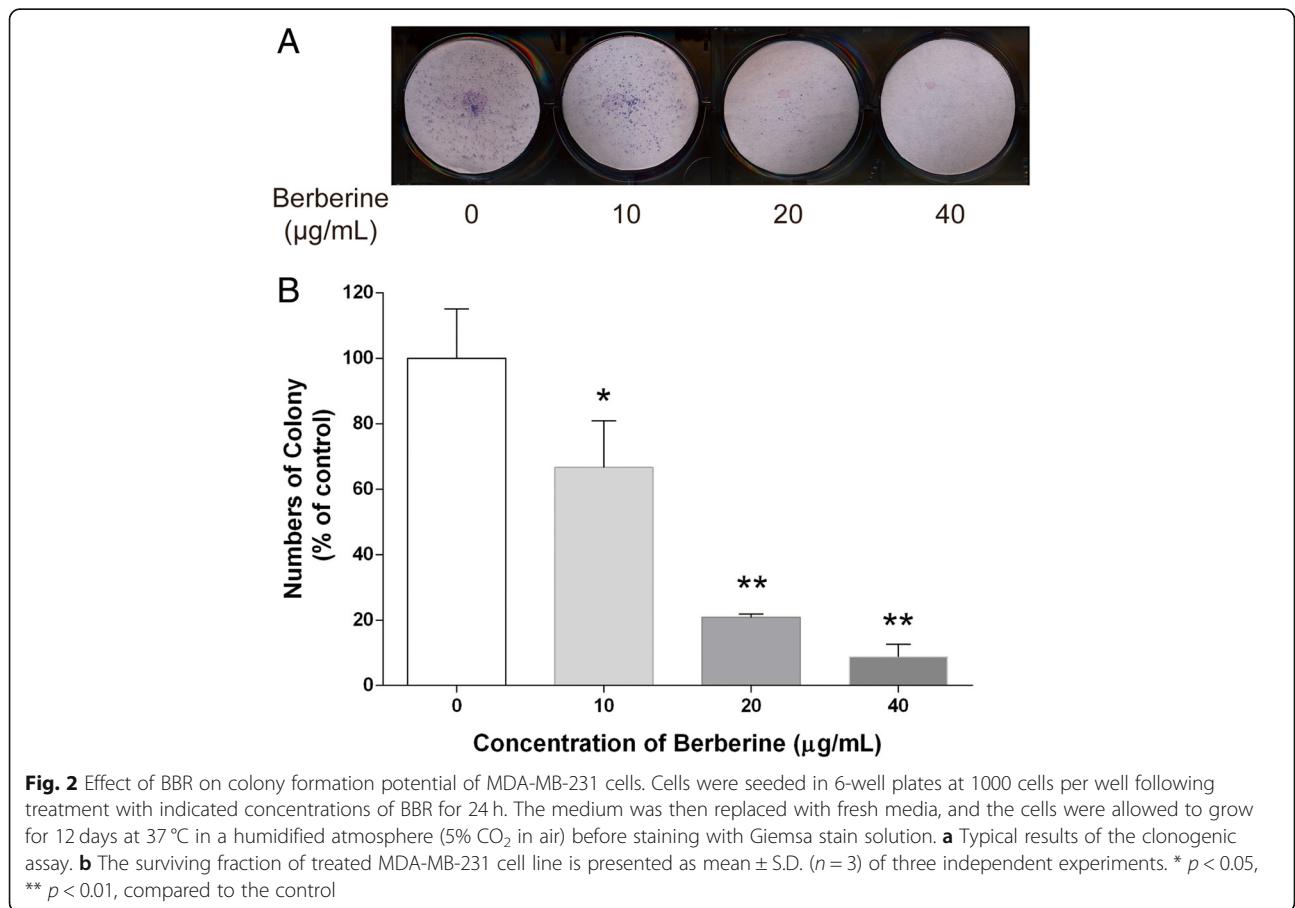 A
Berberine
(µg/mL)
0 10 20 40
B
120
100
80
60
40
20
0
Numbers of Colony
(% of control)
*
**
**
0 10 20 40
Concentration of Berberine (µg/mL)
Fig. 2 Effect of BBR on colony formation potential of MDA-MB-231 cells. Cells were seeded in 6-well plates at 1000 cells per well following
treatment with indicated concentrations of BBR for 24 h. The medium was then replaced with fresh media, and the cells were allowed to grow
for 12 days at 37 °C in a humidified atmosphere (5% CO₂ in air) before staining with Giemsa stain solution. a Typical results of the clonogenic
assay. b The surviving fraction of treated MDA-MB-231 cell line is presented as mean ± S.D. (n = 3) of three independent experiments. * p < 0.05,
** p < 0.01, compared to the control